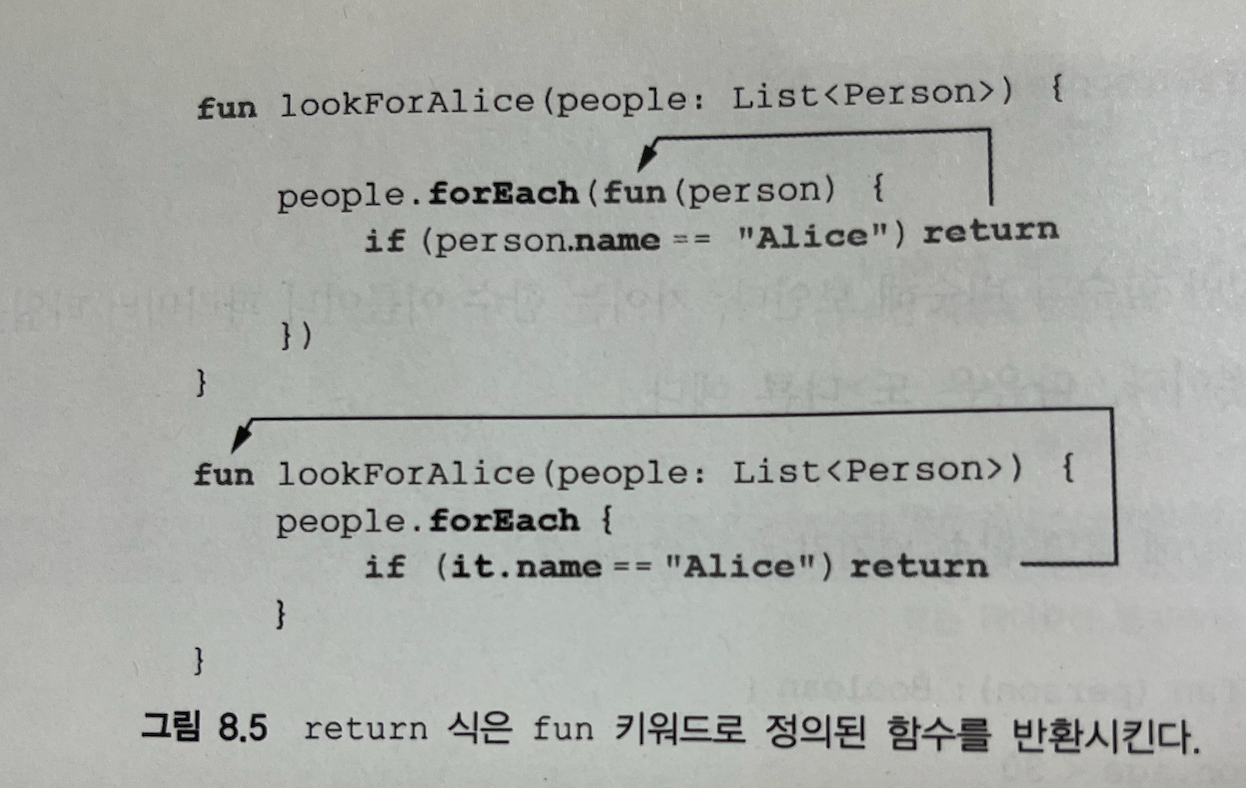 fun lookForAlice(people: List<Person>) {
people.forEach(fun(person) {
if (person.name == "Alice") return
})
}
fun lookForAlice(people: List<Person>) {
people.forEach {
if (it.name == "Alice") return
}
}
그림 8.5 return 식은 fun 키워드로 정의된 함수를 반환시킨다.